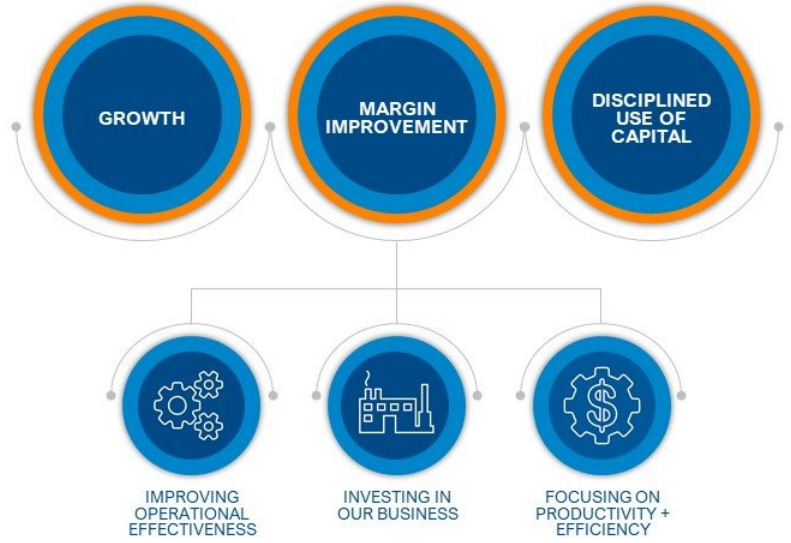 GROWTH
MARGIN
IMPROVEMENT
DISCIPLINED
USE OF
CAPITAL
IMPROVING
OPERATIONAL
EFFECTIVENESS
INVESTING IN
OUR BUSINESS
FOCUSING ON
PRODUCTIVITY +
EFFICIENCY